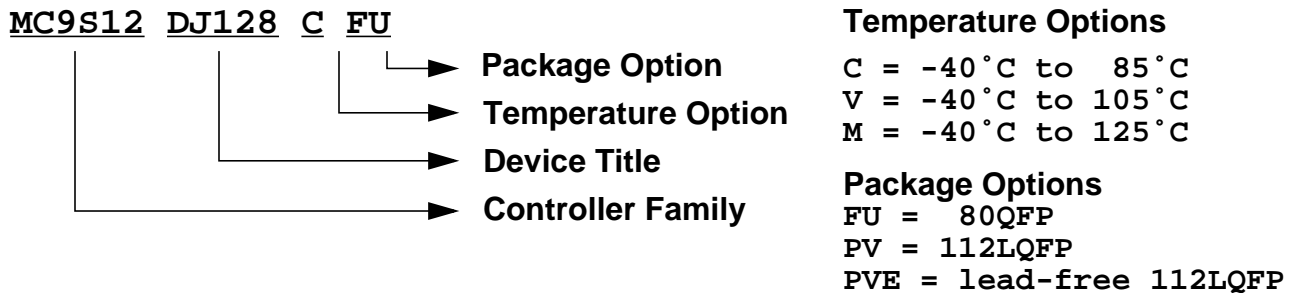 MC9S12 DJ128 C FU
Package Option
Temperature Option
Device Title
Controller Family
Temperature Options
C = -40˚C to 85˚C
V = -40˚C to 105˚C
M = -40˚C to 125˚C
Package Options
FU = 80QFP
PV = 112LQFP
PVE = lead-free 112LQFP